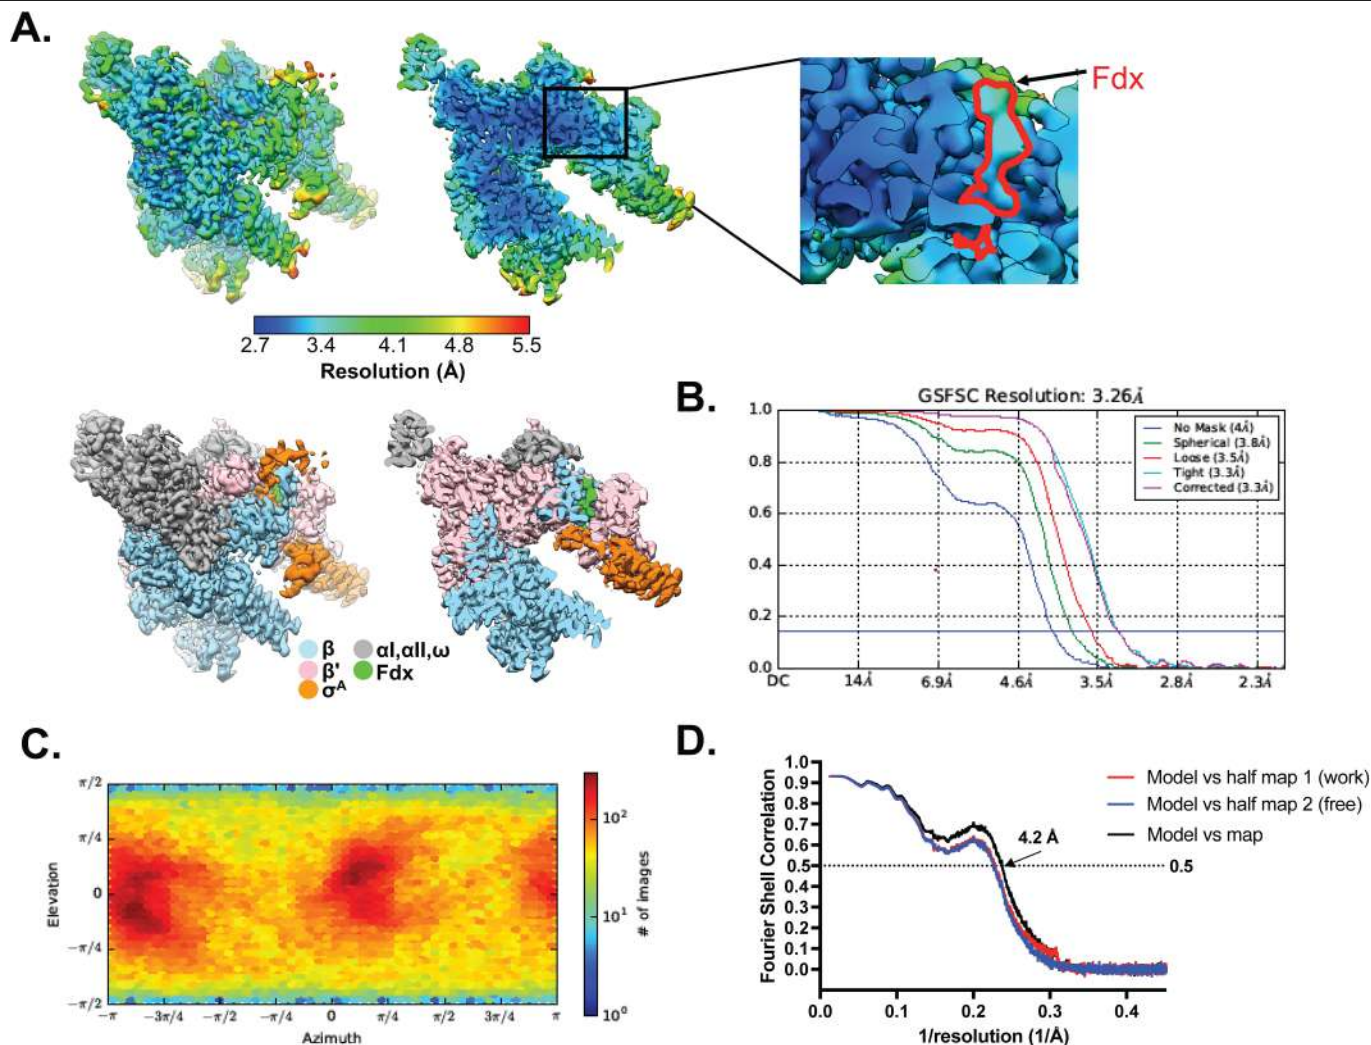 A.
Fdx
2.7 3.4 4.1 4.8 5.5
Resolution (Å)
β
β'
σᴬ
αI,αII,ω
Fdx
B.
GSFSC Resolution: 3.26Å
1.0
0.8
0.6
0.4
0.2
0.0
No Mask (4Å)
Spherical (3.8Å)
Loose (3.5Å)
Tight (3.3Å)
Corrected (3.3Å)
DC 14Å 6.9Å 4.6Å 3.5Å 2.8Å 2.3Å
C.
π/2
π/4
0
−π/4
−π/2
Elevation
−π −3π/4 −π/2 −π/4 0 π/4 π/2 3π/4 π
Azimuth
10²
10¹
10⁰
# of images
D.
1.0
0.9
0.8
0.7
0.6
0.5
0.4
0.3
0.2
0.1
0.0
Fourier Shell Correlation
4.2 Å
0.5
Model vs half map 1 (work)
Model vs half map 2 (free)
Model vs map
0.0 0.1 0.2 0.3 0.4
1/resolution (1/Å)